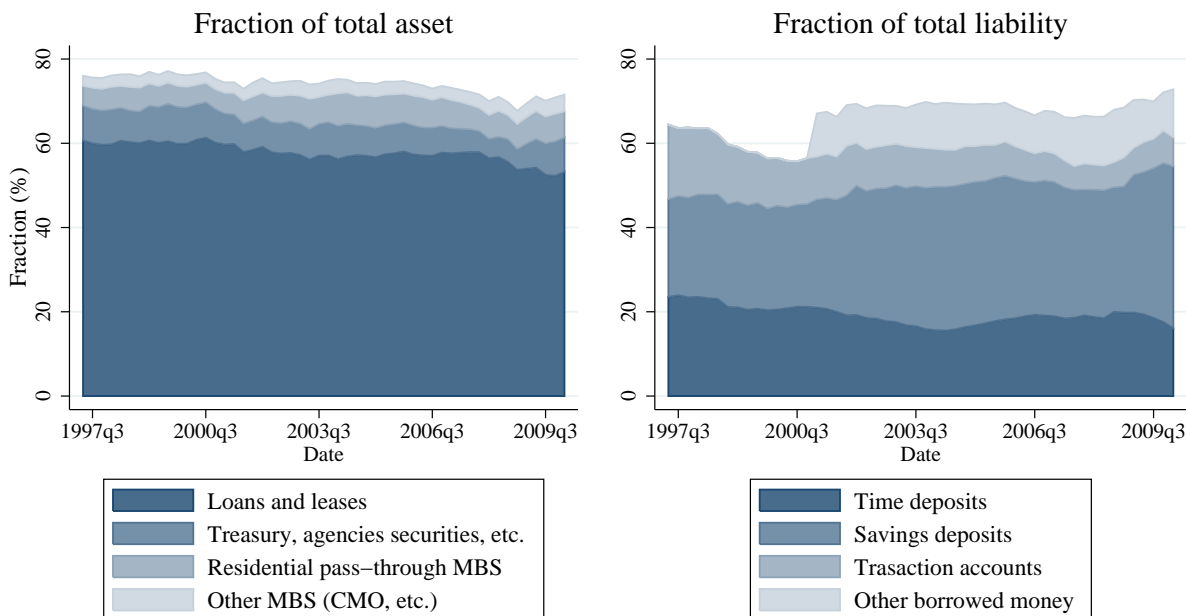 Fraction of total asset
Fraction (%)
80
60
40
20
0
1997q3 2000q3 2003q3 2006q3 2009q3
Date
Loans and leases
Treasury, agencies securities, etc.
Residential pass−through MBS
Other MBS (CMO, etc.)
Fraction of total liability
80
60
40
20
0
1997q3 2000q3 2003q3 2006q3 2009q3
Date
Time deposits
Savings deposits
Trasaction accounts
Other borrowed money